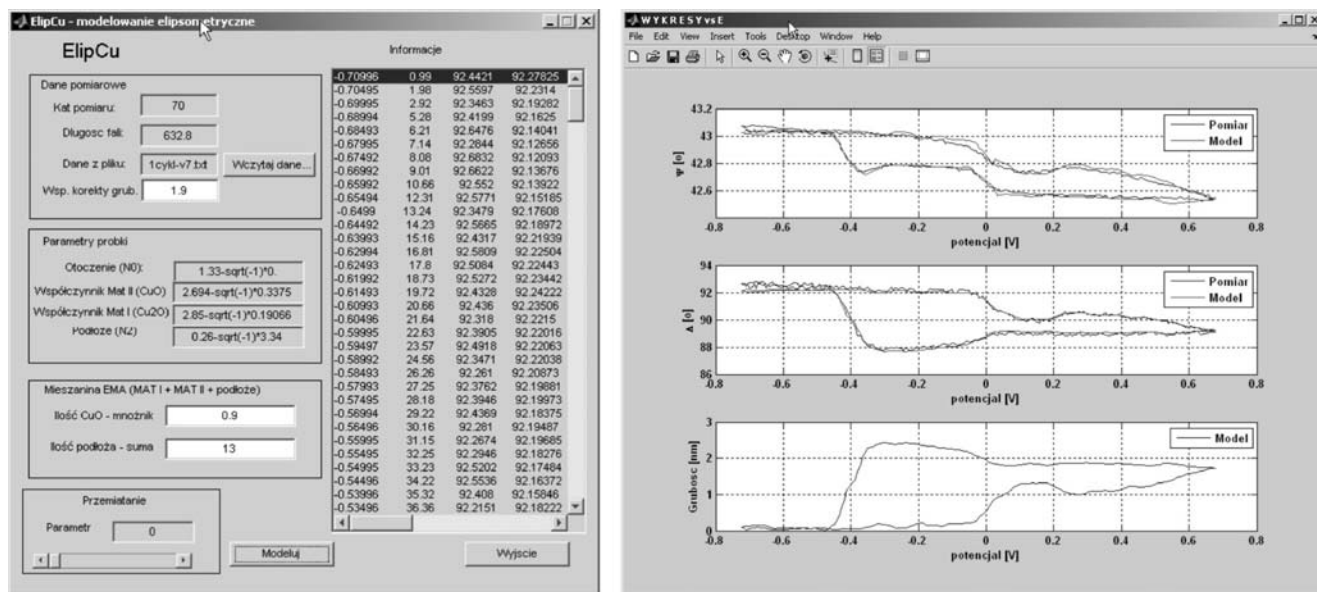 ElipCu - modelowanie elipsometryczne
ElipCu
Informacje
Dane pomiarowe
Kat pomiaru: 70
Dlugosc fali: 632.8
Dane z pliku: 1cykl-v7.txt Wczytaj dane...
Wsp. korekty grub. 1.9
Parametry probki
Otoczenie (N0): 1.33-sqrt(-1)*0.
Współczynnik Mat II (CuO) 2.694-sqrt(-1)*0.3375
Współczynnik Mat I (Cu2O) 2.85-sqrt(-1)*0.19066
Podłoże (N2) 0.26-sqrt(-1)*3.34
Mieszanina EMA (MAT I + MAT II + podłoże)
Ilość CuO - mnożnik 0.9
Ilość podłoża - suma 13
Przemiatanie
Parametr 0
Modeluj
Wyjscie
-0.70996 0.99 92.4421 92.27825
-0.70495 1.98 92.5597 92.2314
-0.69995 2.92 92.3463 92.19282
-0.68994 5.28 92.4199 92.1625
-0.68493 6.21 92.6476 92.14041
-0.67995 7.14 92.2844 92.12656
-0.67492 8.08 92.6832 92.12093
-0.66992 9.01 92.6622 92.13676
-0.65992 10.66 92.552 92.13922
-0.65494 12.31 92.5771 92.15185
-0.6499 13.24 92.3479 92.17608
-0.64492 14.23 92.5665 92.18972
-0.63993 15.16 92.4317 92.21939
-0.62994 16.81 92.5809 92.22504
-0.62493 17.8 92.5084 92.22443
-0.61992 18.73 92.5272 92.23442
-0.61493 19.72 92.4328 92.24222
-0.60993 20.66 92.436 92.23506
-0.60496 21.64 92.318 92.2215
-0.59995 22.63 92.3905 92.22016
-0.59497 23.57 92.4918 92.22063
-0.58992 24.56 92.3471 92.22038
-0.58493 26.26 92.261 92.20873
-0.57993 27.25 92.3762 92.19881
-0.57495 28.18 92.3946 92.19973
-0.56994 29.22 92.4369 92.18375
-0.56496 30.16 92.281 92.19487
-0.55995 31.15 92.2674 92.19685
-0.55495 32.25 92.2946 92.18276
-0.54995 33.23 92.5202 92.17484
-0.54496 34.22 92.5536 92.16372
-0.53996 35.32 92.408 92.15846
-0.53496 36.36 92.2151 92.18222
W Y K R E S Y vs E
File Edit View Insert Tools Desktop Window Help
43.2
43
42.8
42.6
Ψ [o]
Pomiar
Model
-0.8 -0.6 -0.4 -0.2 0 0.2 0.4 0.6 0.8
potencjal [V]
94
92
90
88
86
Δ [o]
Pomiar
Model
-0.8 -0.6 -0.4 -0.2 0 0.2 0.4 0.6 0.8
potencjal [V]
3
2
1
0
Grubosc [nm]
Model
-0.8 -0.6 -0.4 -0.2 0 0.2 0.4 0.6 0.8
potencjal [V]